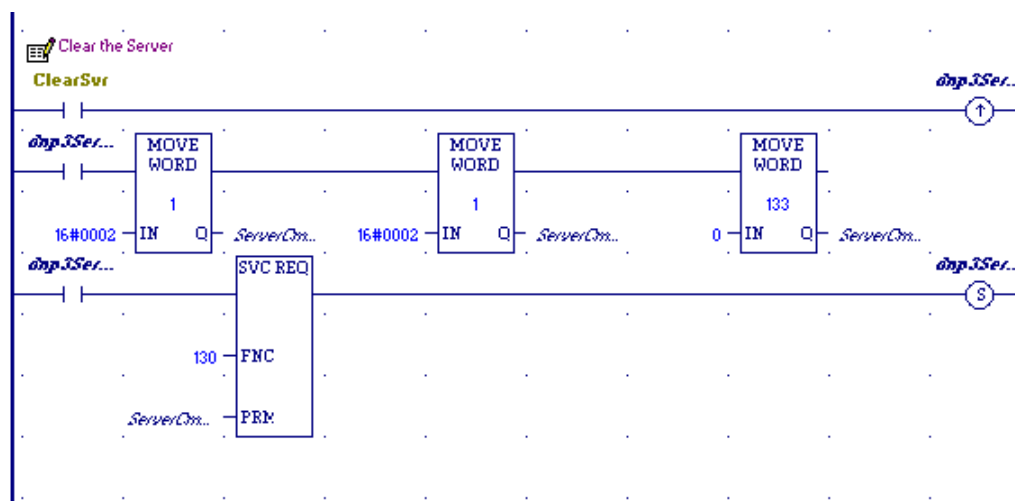 Clear the Server
ClearSvr dnp3Ser...
↑
dnp3Ser... MOVE WORD MOVE WORD MOVE WORD
1 1 133
16#0002 IN Q ServerCm... 16#0002 IN Q ServerCm... 0 IN Q ServerCm...
dnp3Ser... SVC REQ dnp3Ser...
S
130 FNC
ServerCm... PRM